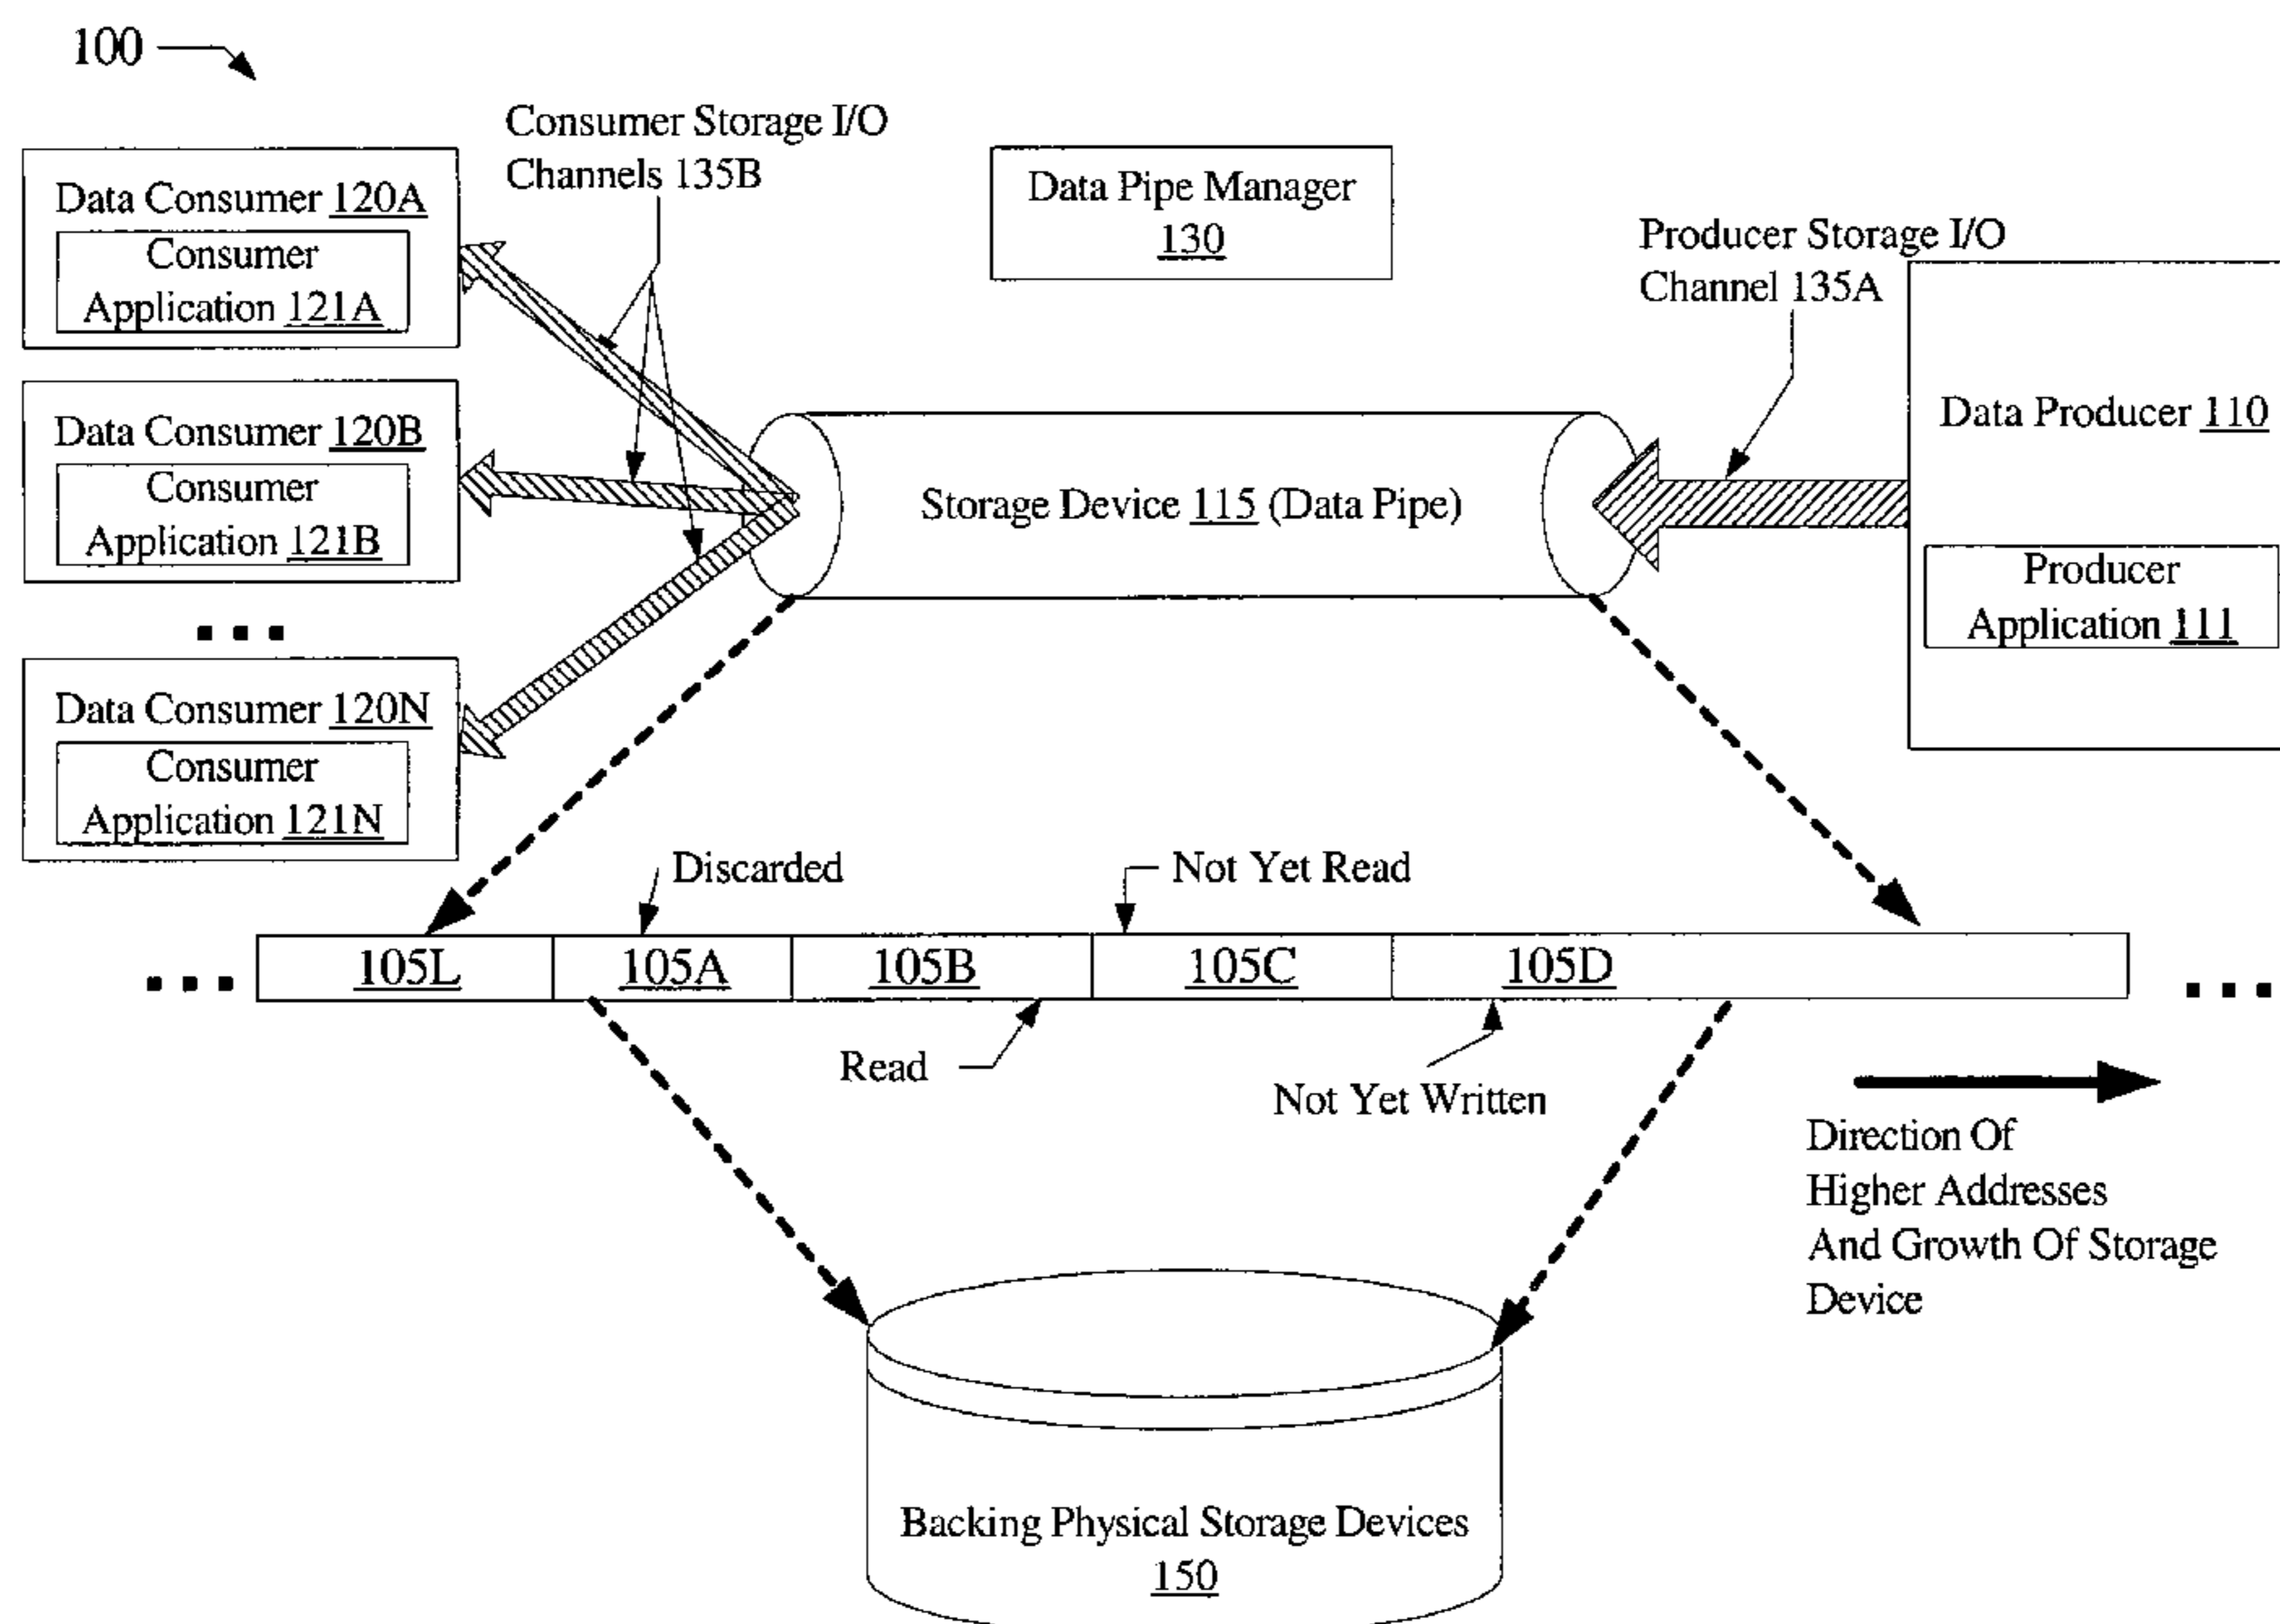 100
Consumer Storage I/O
Channels 135B
Data Consumer 120A
Consumer
Application 121A
Data Pipe Manager
130
Producer Storage I/O
Channel 135A
Data Consumer 120B
Consumer
Application 121B
Storage Device 115 (Data Pipe)
Data Producer 110
Producer
Application 111
...
Data Consumer 120N
Consumer
Application 121N
Discarded
Not Yet Read
... 105L 105A 105B 105C 105D ...
Read
Not Yet Written
Direction Of
Higher Addresses
And Growth Of Storage
Device
Backing Physical Storage Devices
150